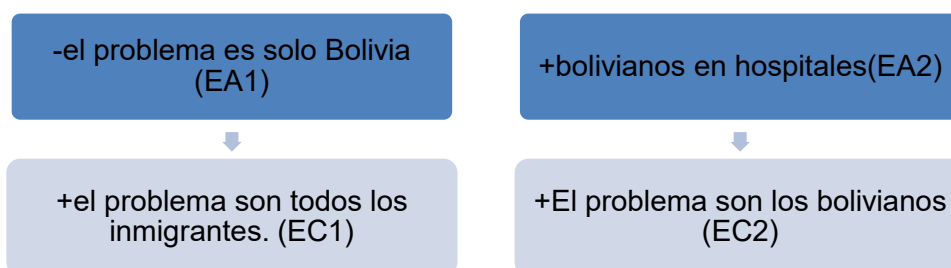 -el problema es solo Bolivia
(EA1)
+el problema son todos los
inmigrantes. (EC1)
+bolivianos en hospitales(EA2)
+El problema son los bolivianos
(EC2)